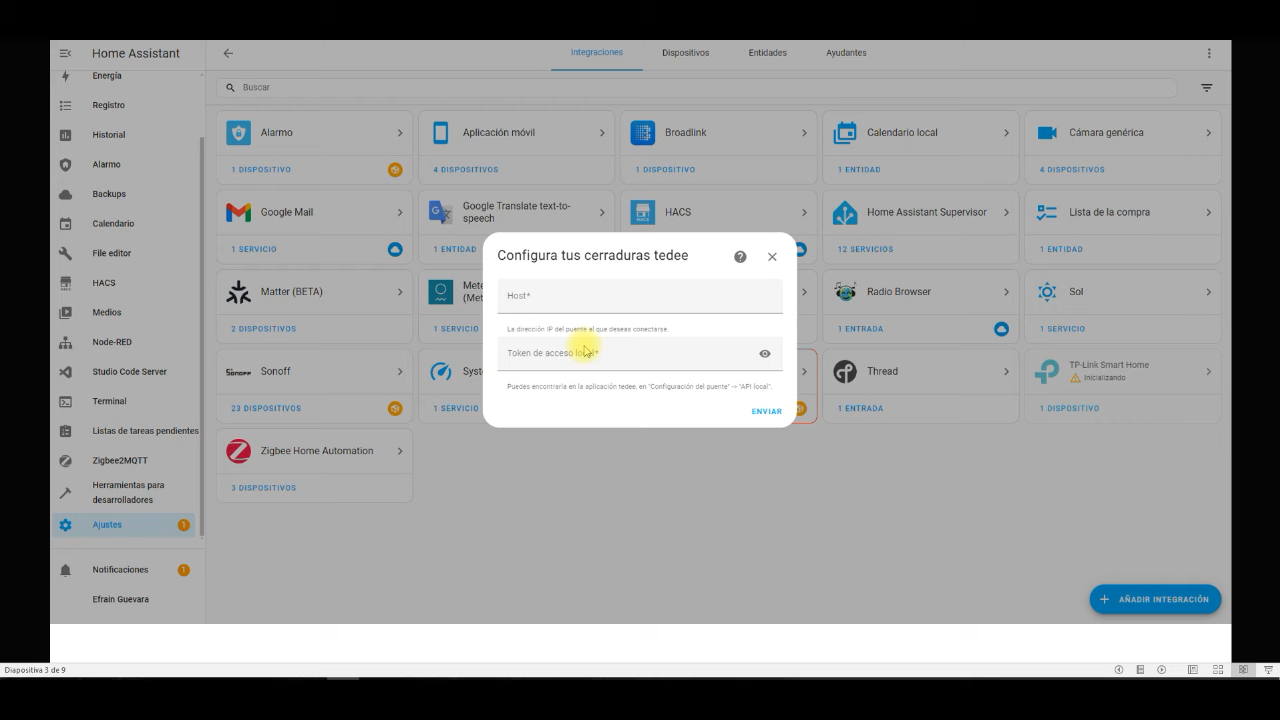 Home Assistant
Integraciones
Dispositivos
Entidades
Ayudantes
Energía
Registro
Historial
Alarmo
Backups
Calendario
File editor
HACS
Medios
Node-RED
Studio Code Server
Terminal
Listas de tareas pendientes
Zigbee2MQTT
Herramientas para
desarrolladores
Ajustes
1
Notificaciones
1
Efrain Guevara
Buscar
Alarmo
1 DISPOSITIVO
Aplicación móvil
4 DISPOSITIVOS
Broadlink
1 DISPOSITIVO
Calendario local
1 ENTIDAD
Cámara genérica
4 DISPOSITIVOS
Google Mail
1 SERVICIO
Google Translate text-to-
speech
1 ENTIDAD
HACS
Home Assistant Supervisor
12 SERVICIOS
Lista de la compra
1 ENTIDAD
Matter (BETA)
2 DISPOSITIVOS
1 SERVICIO
Radio Browser
1 ENTRADA
Sol
1 SERVICIO
Sonoff
23 DISPOSITIVOS
1 SERVICIO
Thread
1 ENTRADA
TP-Link Smart Home
Inicializando
1 DISPOSITIVO
Zigbee Home Automation
3 DISPOSITIVOS
Configura tus cerraduras tedee
Host*
La dirección IP del puente al que deseas conectarse.
Token de acceso local*
Puedes encontrarla en la aplicación tedee, en "Configuración del puente" -> "API local".
ENVIAR
AÑADIR INTEGRACIÓN
Diapositiva 3 de 9